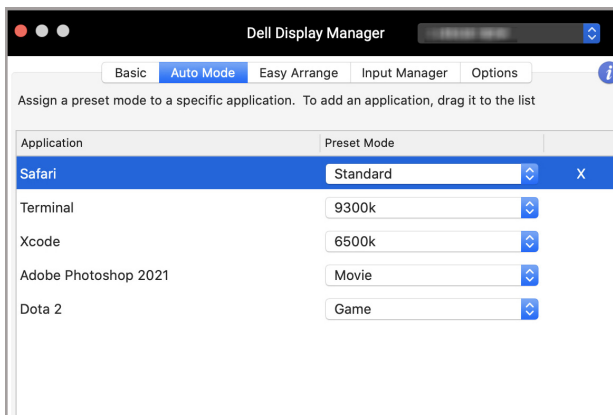 Dell Display Manager
Basic Auto Mode Easy Arrange Input Manager Options i
Assign a preset mode to a specific application. To add an application, drag it to the list
Application Preset Mode
Safari Standard X
Terminal 9300k
Xcode 6500k
Adobe Photoshop 2021 Movie
Dota 2 Game